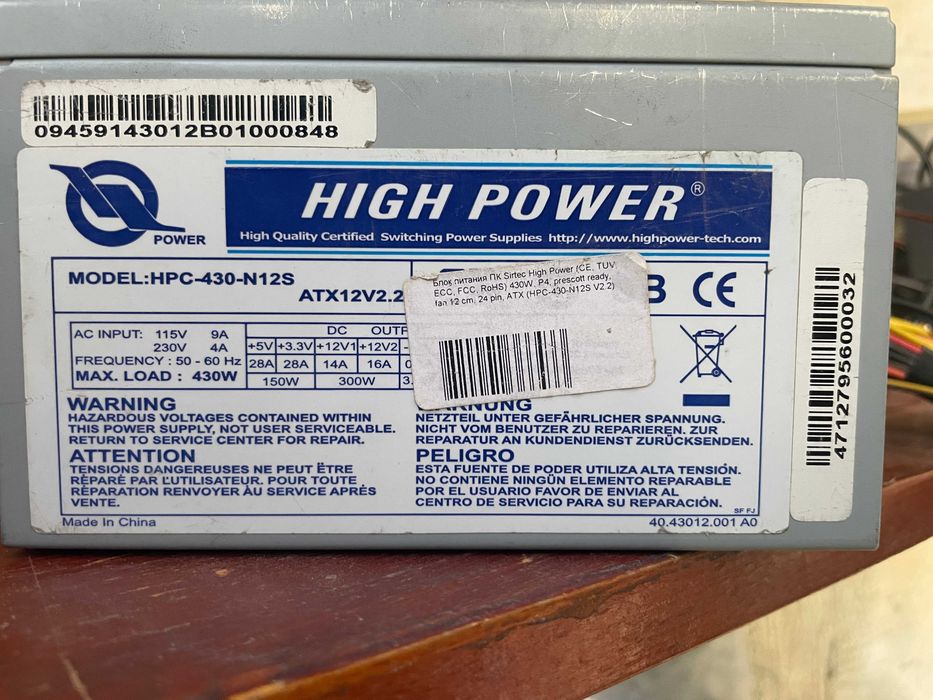 09459143012B01000848
POWER
HIGH POWER®
High Quality Certified Switching Power Supplies http://www.highpower-tech.com
MODEL:HPC-430-N12S
ATX12V2.2
Блок питания ПК Sirtec High Power (CE, TUV
ECC, FCC, RoHS) 430W, P4, prescott ready,
fan 12 cm, 24 pin, ATX (HPC-430-N12S V2.2)
CE
AC INPUT: 115V 9A
230V 4A
FREQUENCY : 50 - 60 Hz
MAX. LOAD : 430W
DC
+5V +3.3V +12V1 +12V2
28A 28A 14A 16A
150W 300W
WARNING
HAZARDOUS VOLTAGES CONTAINED WITHIN
THIS POWER SUPPLY, NOT USER SERVICEABLE.
RETURN TO SERVICE CENTER FOR REPAIR.
ATTENTION
TENSIONS DANGEREUSES NE PEUT ËTRE
RÉPARÉ PAR L'UTILISATEUR. POUR TOUTE
RÉPARATION RENVOYER ÀU SERVICE APRÉS
VENTE.
NETZTEIL UNTER GEFÄHRLICHER SPANNUNG.
NICHT VOM BENUTZER ZU REPARIEREN. ZUR
REPARATUR AN KUNDENDIENST ZURÜCKSENDEN.
PELIGRO
ESTA FUENTE DE PODER UTILIZA ALTA TENSIÓN.
NO CONTIENE NINGÜN ELEMENTO REPARABLE
POR EL USUARIO FAVOR DE ENVIAR AL
CENTRO DE SERVICIO PARA SU REPARACIÓN.
SF FJ
Made In China
40.43012.001 A0
4712795600032